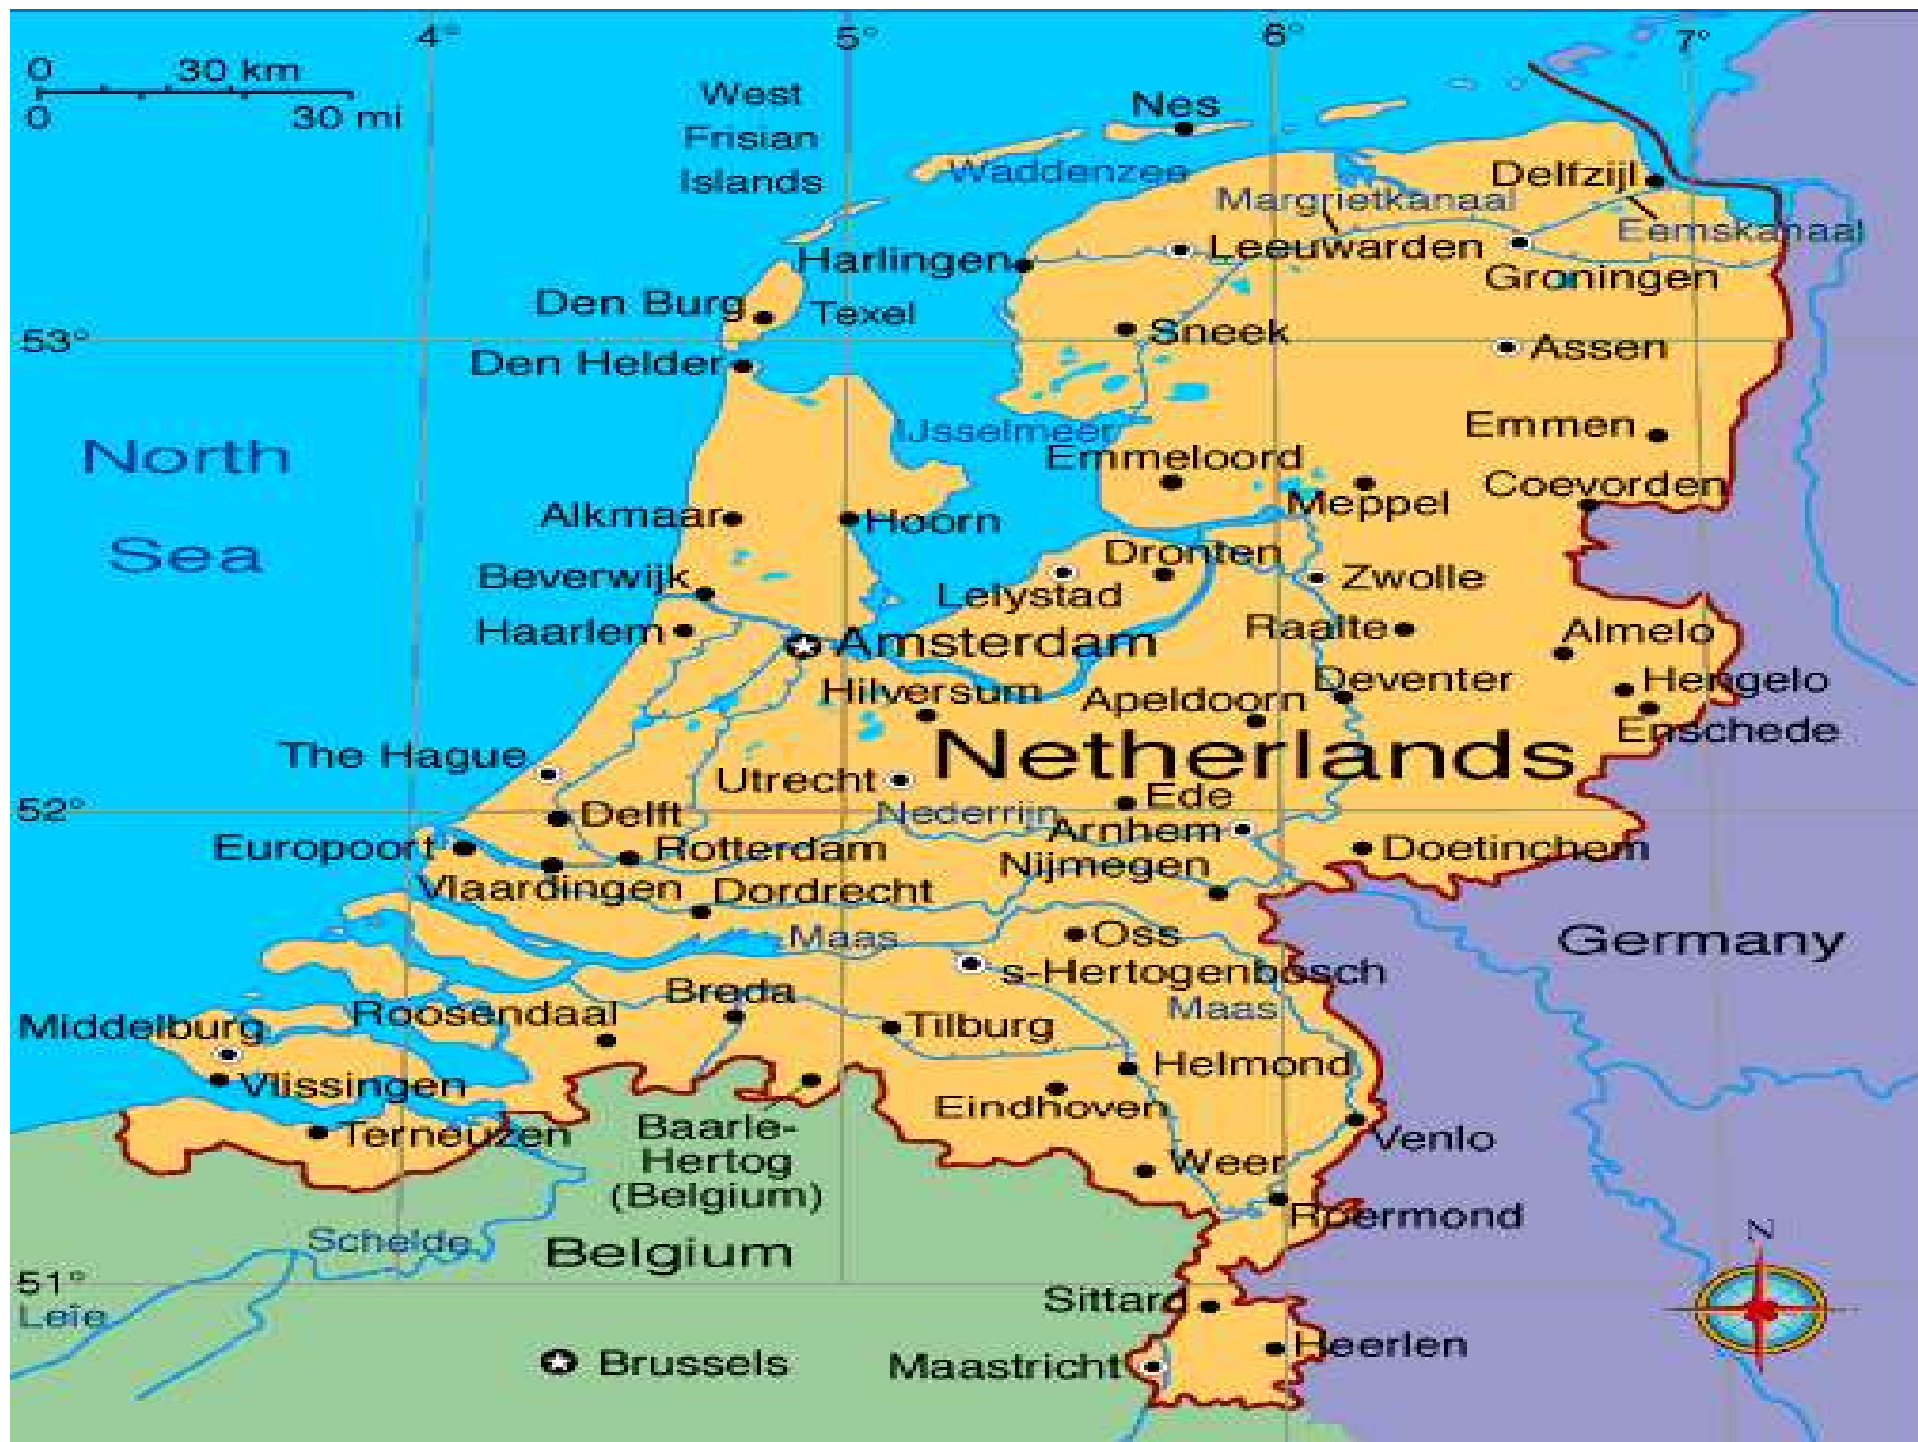 4° 5° 6° 7°
0 30 km
0 30 mi
West
Frisian
Islands
Nes
Waddenzee
Delfzijl
Margrietkanaal
Eemskanaal
Harlingen
Leeuwarden
Groningen
Den Burg
Texel
Sneek
53°
Assen
Den Helder
Emmen
IJsselmeer
North
Sea
Emmeloord
Coevorden
Meppel
Alkmaar
Hoorn
Dronten
Beverwijk
Lelystad
Zwolle
Haarlem
Amsterdam
Raalte
Almelo
Hilversum
Apeldoorn
Deventer
Hengelo
Enschede
The Hague
Utrecht
Netherlands
Ede
52°
Delft
Nederrijn
Arnhem
Europoort
Rotterdam
Nijmegen
Doetinchem
Vlaardingen
Dordrecht
Maas
Oss
Germany
s-Hertogenbosch
Breda
Maas
Roosendaal
Middelburg
Tilburg
Helmond
Vlissingen
Eindhoven
Terneuzen
Baarle-
Hertog
(Belgium)
Venlo
Weer
Roermond
Schelde
Belgium
N
51°
Leie
Sittard
Heerlen
Brussels
Maastricht